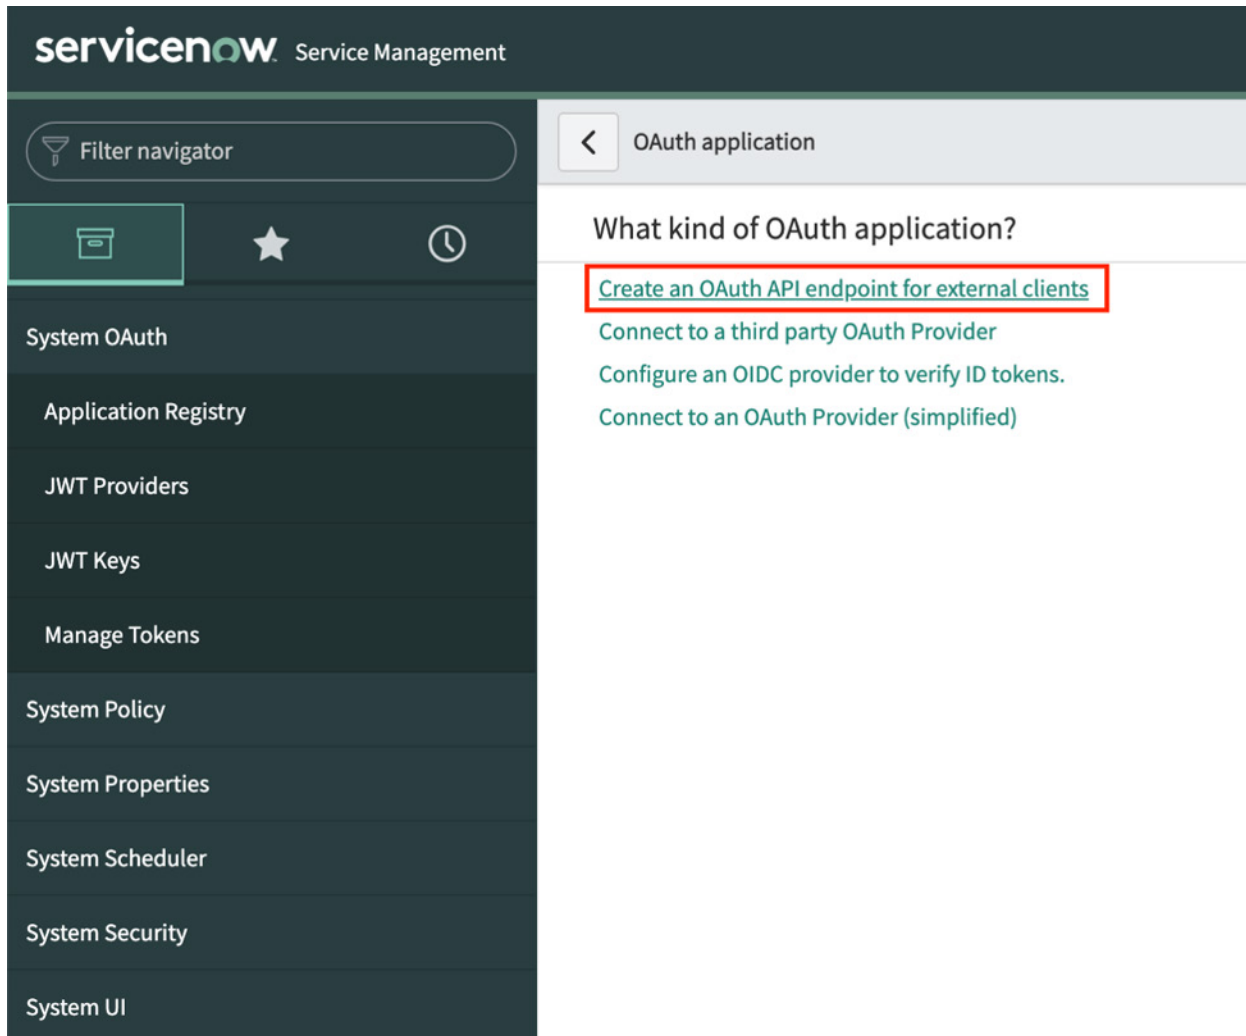 servicenow Service Management
Filter navigator
System OAuth
Application Registry
JWT Providers
JWT Keys
Manage Tokens
System Policy
System Properties
System Scheduler
System Security
System UI
OAuth application
What kind of OAuth application?
Create an OAuth API endpoint for external clients
Connect to a third party OAuth Provider
Configure an OIDC provider to verify ID tokens.
Connect to an OAuth Provider (simplified)